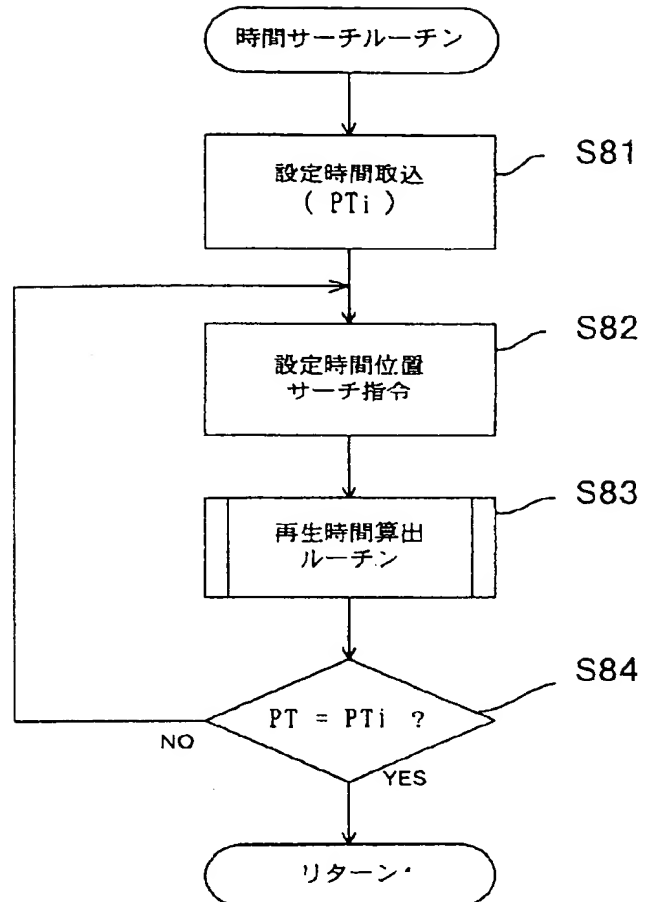 時間サーチルーチン
設定時間取込
( PTi )
S81
設定時間位置
サーチ指令
S82
再生時間算出
ルーチン
S83
PT = PTi ?
S84
NO
YES
リターン